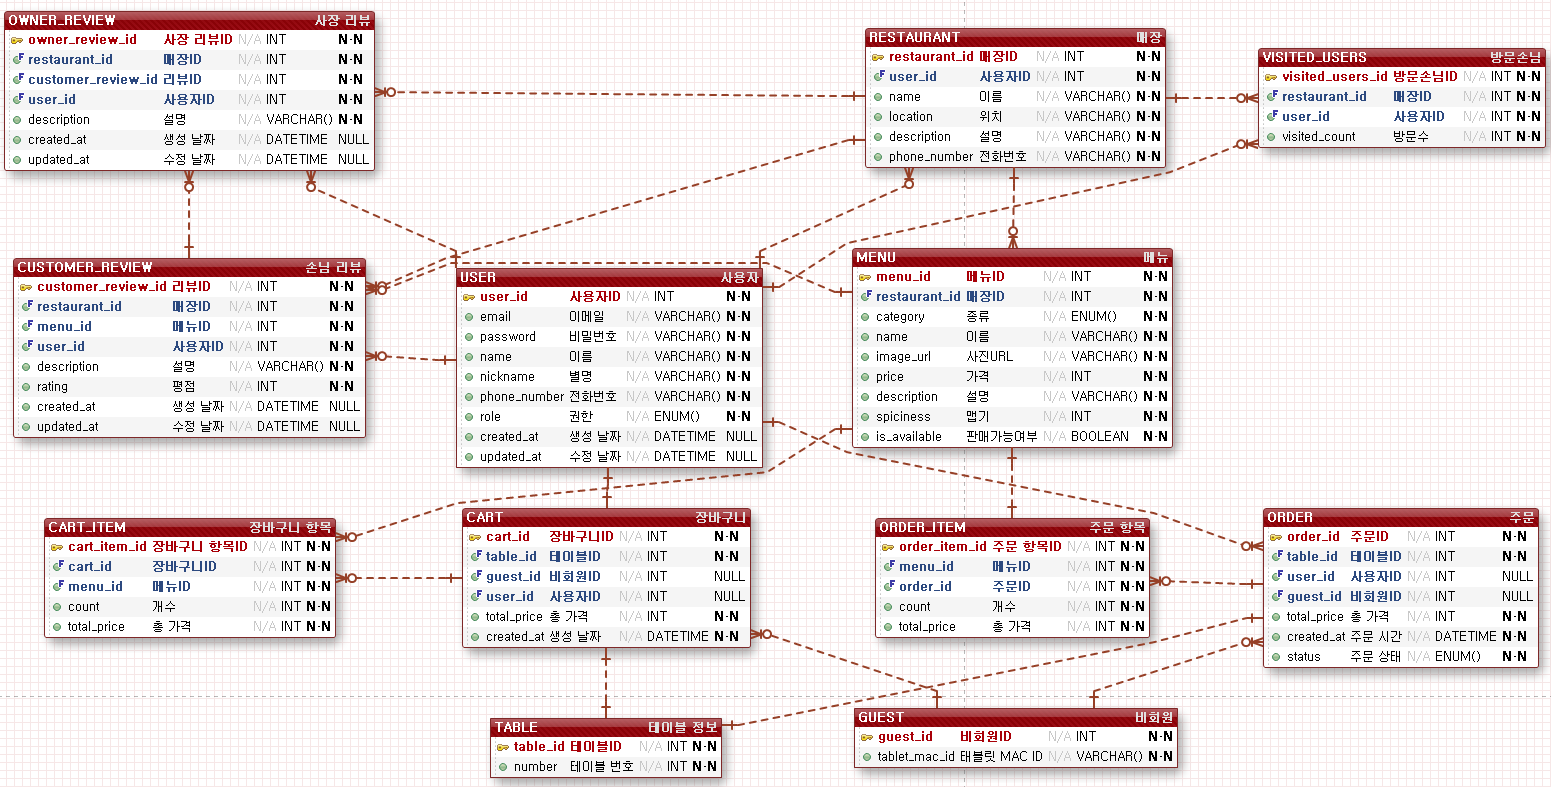 OWNER_REVIEW 사장 리뷰
owner_review_id 사장 리뷰ID N/A INT N-N
restaurant_id 매장ID N/A INT N-N
customer_review_id 리뷰ID N/A INT N-N
user_id 사용자ID N/A INT N-N
description 설명 N/A VARCHAR() N-N
created_at 생성 날짜 N/A DATETIME NULL
updated_at 수정 날짜 N/A DATETIME NULL
RESTAURANT 매장
restaurant_id 매장ID N/A INT N-N
user_id 사용자ID N/A INT N-N
name 이름 N/A VARCHAR() N-N
location 위치 N/A VARCHAR() N-N
description 설명 N/A VARCHAR() N-N
phone_number 전화번호 N/A VARCHAR() N-N
VISITED_USERS 방문손님
visited_users_id 방문손님ID N/A INT N-N
restaurant_id 매장ID N/A INT N-N
user_id 사용자ID N/A INT N-N
visited_count 방문수 N/A INT N-N
CUSTOMER_REVIEW 손님 리뷰
customer_review_id 리뷰ID N/A INT N-N
restaurant_id 매장ID N/A INT N-N
menu_id 메뉴ID N/A INT N-N
user_id 사용자ID N/A INT N-N
description 설명 N/A VARCHAR() N-N
rating 평점 N/A INT N-N
created_at 생성 날짜 N/A DATETIME NULL
updated_at 수정 날짜 N/A DATETIME NULL
USER 사용자
user_id 사용자ID N/A INT N-N
email 이메일 N/A VARCHAR() N-N
password 비밀번호 N/A VARCHAR() N-N
name 이름 N/A VARCHAR() N-N
nickname 별명 N/A VARCHAR() N-N
phone_number 전화번호 N/A VARCHAR() N-N
role 권한 N/A ENUM() N-N
created_at 생성 날짜 N/A DATETIME NULL
updated_at 수정 날짜 N/A DATETIME NULL
MENU 메뉴
menu_id 메뉴ID N/A INT N-N
restaurant_id 매장ID N/A INT N-N
category 종류 N/A ENUM() N-N
name 이름 N/A VARCHAR() N-N
image_url 사진URL N/A VARCHAR() N-N
price 가격 N/A INT N-N
description 설명 N/A VARCHAR() N-N
spiciness 맵기 N/A INT N-N
is_available 판매가능여부 N/A BOOLEAN N-N
CART_ITEM 장바구니 항목
cart_item_id 장바구니 항목ID N/A INT N-N
cart_id 장바구니ID N/A INT N-N
menu_id 메뉴ID N/A INT N-N
count 개수 N/A INT N-N
total_price 총 가격 N/A INT N-N
CART 장바구니
cart_id 장바구니ID N/A INT N-N
table_id 테이블ID N/A INT N-N
guest_id 비회원ID N/A INT NULL
user_id 사용자ID N/A INT NULL
total_price 총 가격 N/A INT N-N
created_at 생성 날짜 N/A DATETIME N-N
ORDER_ITEM 주문 항목
order_item_id 주문 항목ID N/A INT N-N
menu_id 메뉴ID N/A INT N-N
order_id 주문ID N/A INT N-N
count 개수 N/A INT N-N
total_price 총 가격 N/A INT N-N
ORDER 주문
order_id 주문ID N/A INT N-N
table_id 테이블ID N/A INT N-N
user_id 사용자ID N/A INT NULL
guest_id 비회원ID N/A INT NULL
total_price 총 가격 N/A INT N-N
created_at 주문 시간 N/A DATETIME N-N
status 주문 상태 N/A ENUM() N-N
TABLE 테이블 정보
table_id 테이블ID N/A INT N-N
number 테이블 번호 N/A INT N-N
GUEST 비회원
guest_id 비회원ID N/A INT N-N
tablet_mac_id 태블릿 MAC ID N/A VARCHAR() N-N